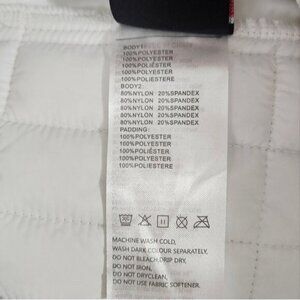 BODY1:
100%POLYESTER
100%POLYESTER
100%POLIÉSTER
100%POLYESTER
100%POLIESTERE
BODY2:
80%NYLON 20%SPANDEX
80%NYLON 20%SPANDEX
80%NYLON 20%SPANDEX
80%NYLON 20%SPANDEX
80%NYLON 20%SPANDEX
PADDING:
100%POLYESTER
100%POLYESTER
100%POLIÉSTER
100%POLYESTER
100%POLIESTERE
MACHINE WASH COLD,
WASH DARK COLOUR SEPARATELY,
DO NOT BLEACH,DRIP DRY,
DO NOT IRON,
DO NOT DRYCLEAN,
DO NOT USE FABRIC SOFTENER.